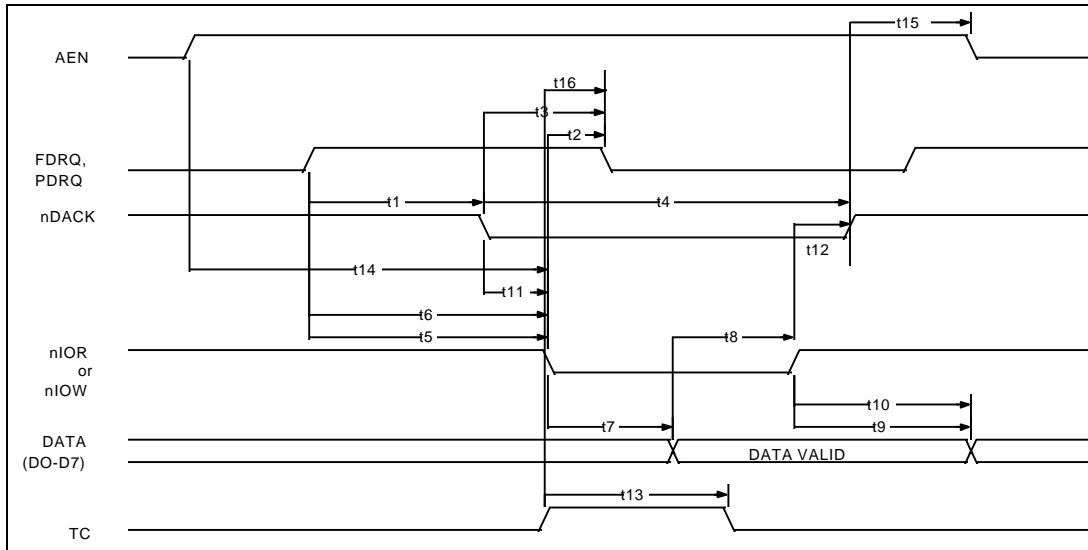 t15
AEN
t16
t3
t2
FDRQ,
PDRQ
t1
t4
nDACK
t12
t14
t11
t6
t5
t8
nIOR
or
nIOW
t10
t7
t9
DATA
(DO-D7)
DATA VALID
t13
TC